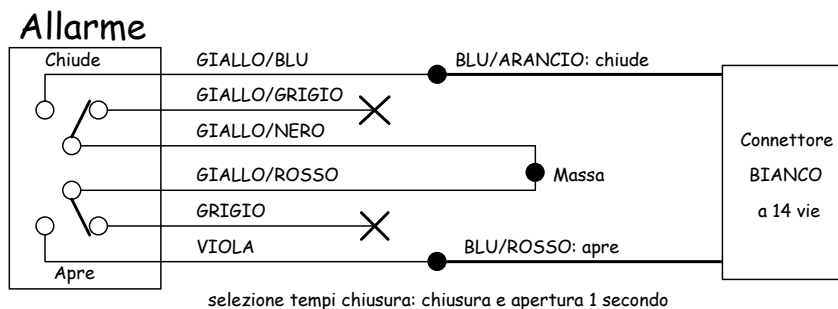 Allarme
Chiude
GIALLO/BLU
BLU/ARANCIO: chiude
GIALLO/GRIGIO
GIALLO/NERO
Connettore
BIANCO
a 14 vie
GIALLO/ROSSO
Massa
GRIGIO
VIOLA
BLU/ROSSO: apre
Apre
selezione tempi chiusura: chiusura e apertura 1 secondo